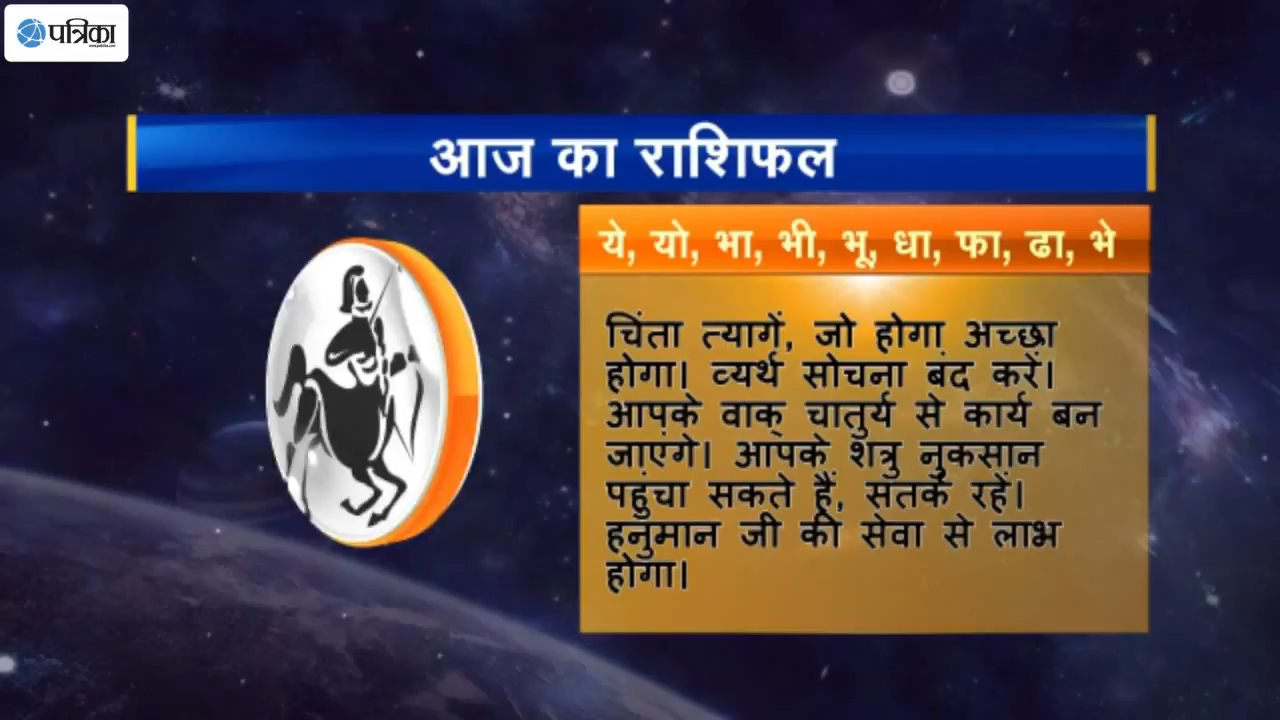 पत्रिका
आज का राशिफल
ये, यो, भा, भी, भू, धा, फा, ढा, भे
चिंता त्यागें, जो होगा अच्छा
होगा। व्यर्थ सोचना बंद करें।
आपके वाक् चातुर्य से कार्य बन
जाएंगे। आपके शत्रु नुकसान
पहुंचा सकते हैं, सतर्क रहें।
हनुमान जी की सेवा से लाभ
होगा।